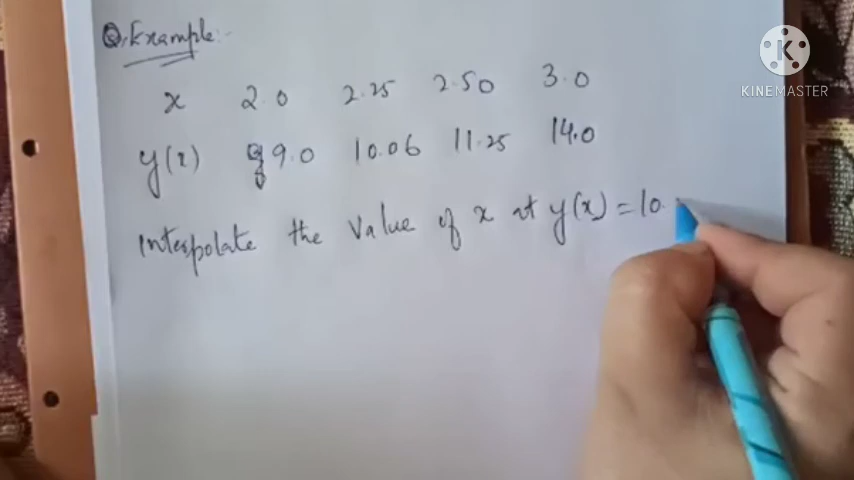 Q. Example:-
x 2.0 2.25 2.50 3.0
y(x) 9.0 10.06 11.25 14.0
Interpolate the value of x at y(x) = 10.
KINEMASTER